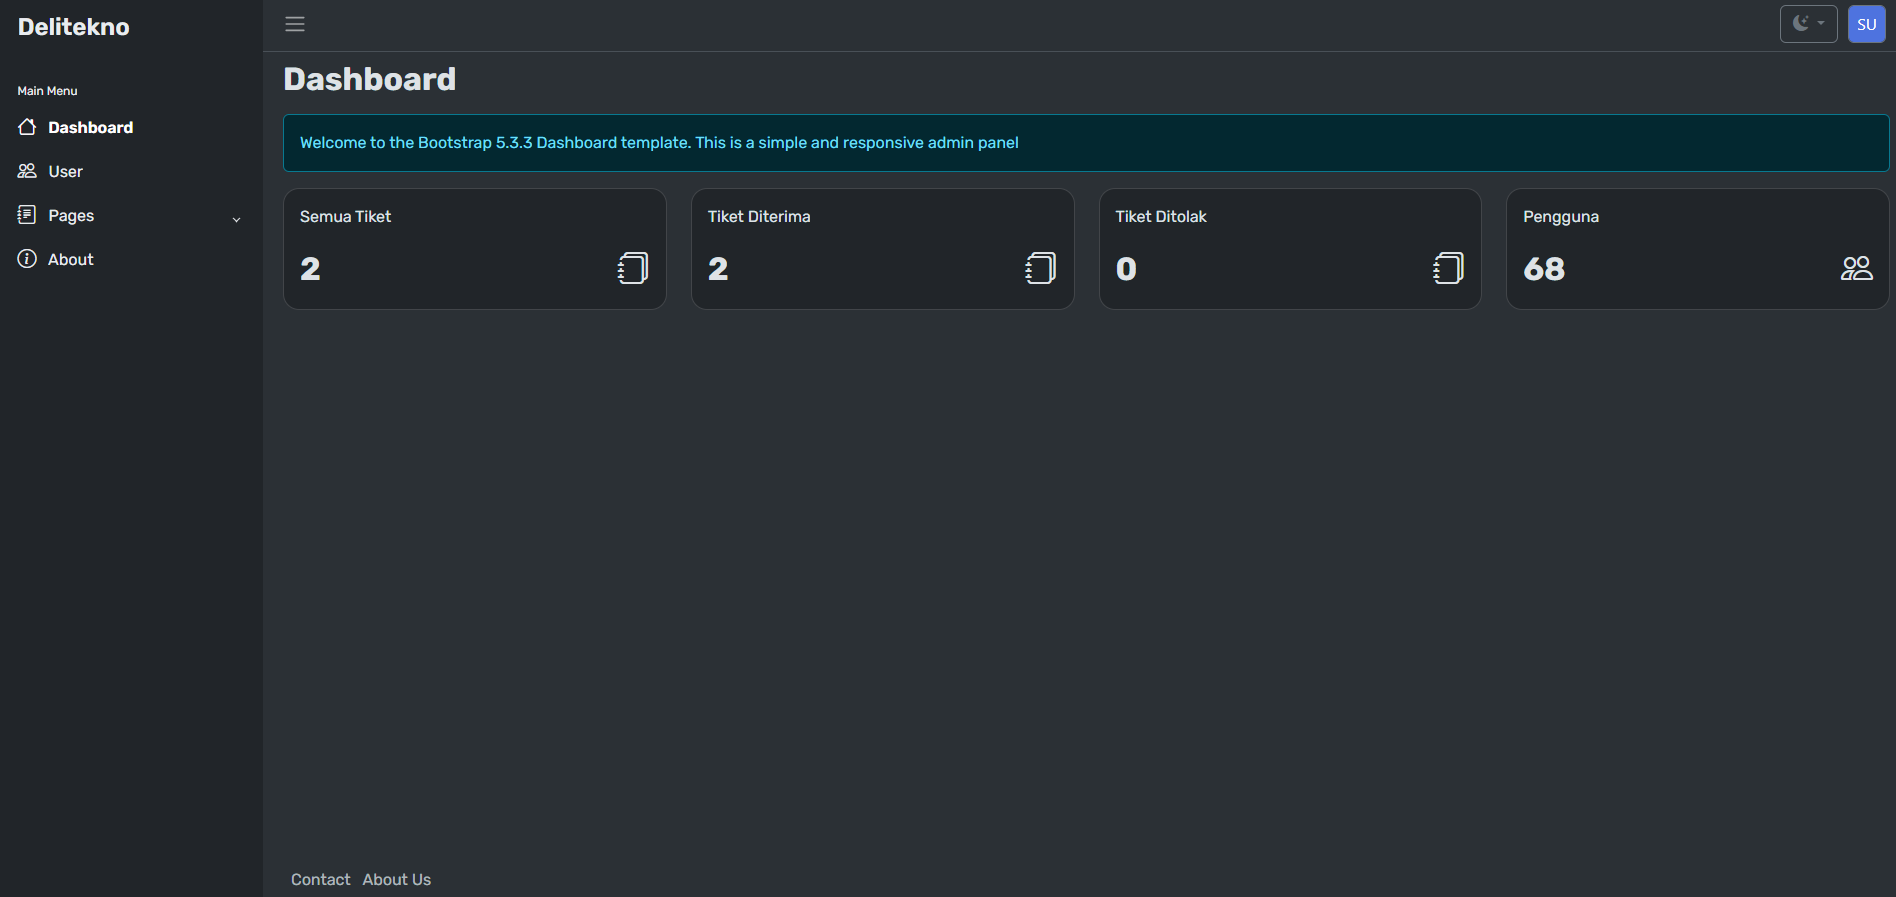 Delitekno
SU
Main Menu
Dashboard
User
Pages
About
Dashboard
Welcome to the Bootstrap 5.3.3 Dashboard template. This is a simple and responsive admin panel
Semua Tiket
2
Tiket Diterima
2
Tiket Ditolak
0
Pengguna
68
Contact About Us